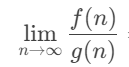 lim n→∞ f(n)/g(n) :